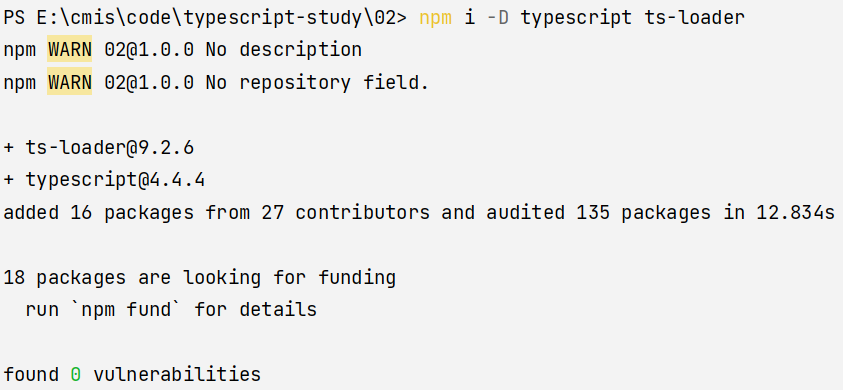 PS E:\cmis\code\typescript-study\02> npm i -D typescript ts-loader
npm WARN 02@1.0.0 No description
npm WARN 02@1.0.0 No repository field.
+ ts-loader@9.2.6
+ typescript@4.4.4
added 16 packages from 27 contributors and audited 135 packages in 12.834s
18 packages are looking for funding
  run `npm fund` for details
found 0 vulnerabilities